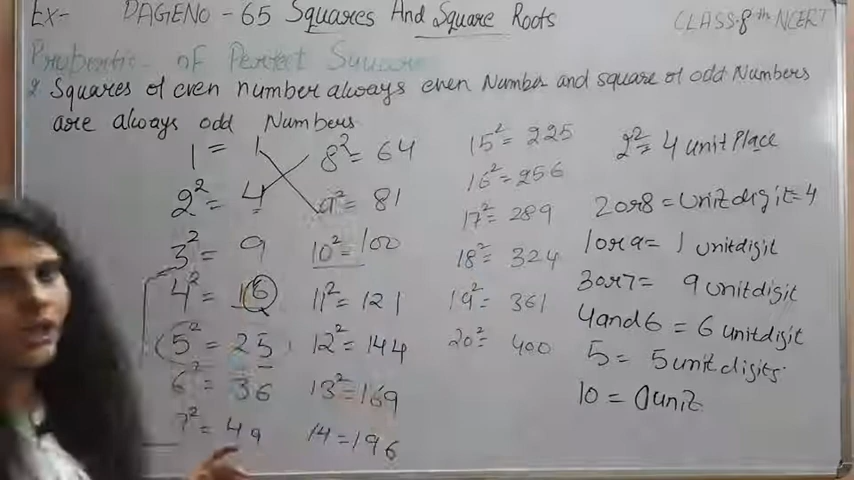 Ex- PAGENO - 65 Squares And Square Roots
CLASS-8th NCERT
Properties of Perfect Square
2 Squares of even number always even Number and square of odd Numbers
are always odd Numbers
1 = 1
2² = 4
3² = 9
4² = 16
5² = 25
6² = 36
7² = 49
8² = 64
9² = 81
10² = 100
11² = 121
12² = 144
13² = 169
14 = 196
15² = 225
16² = 256
17² = 289
18² = 324
19² = 361
20² = 400
2² = 4 unit Place
2 or 8 = Unit digit = 4
1 or 9 = 1 unit digit
3 or 7 = 9 unit digit
4 and 6 = 6 unit digit
5 = 5 unit digits
10 = 0 unit